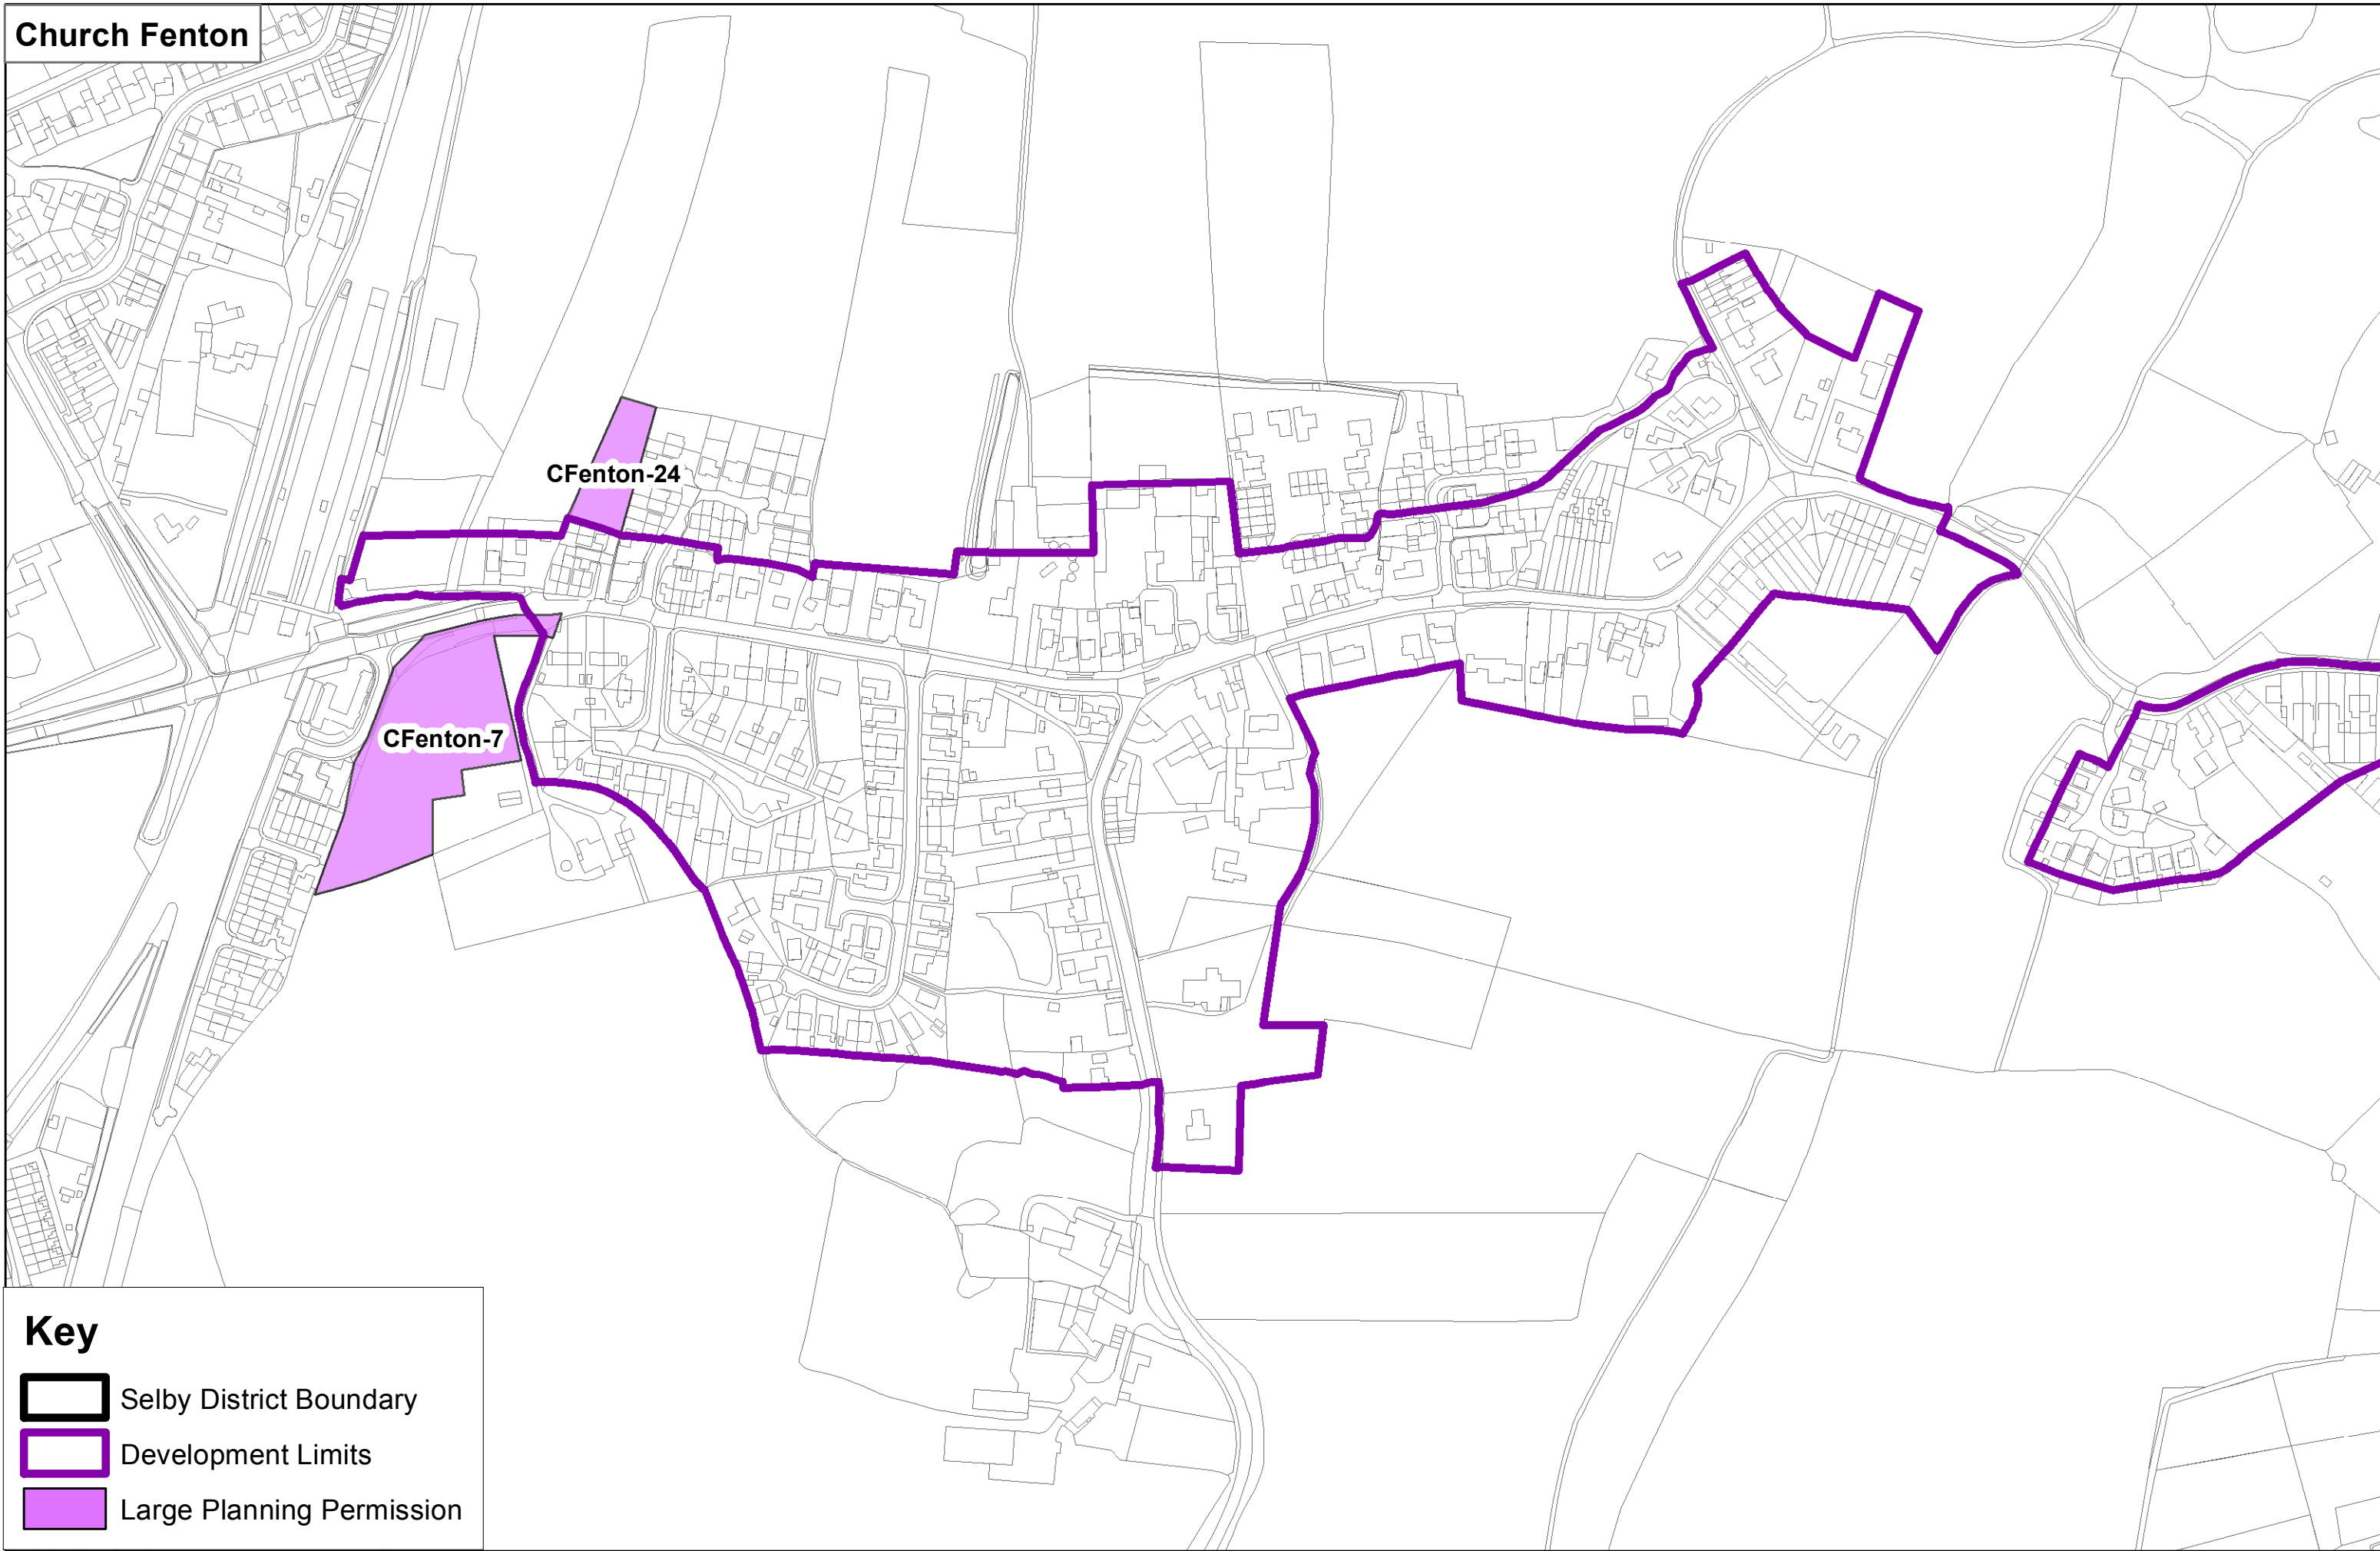 Church Fenton
CFenton-24
CFenton-7
Key
Selby District Boundary
Development Limits
Large Planning Permission